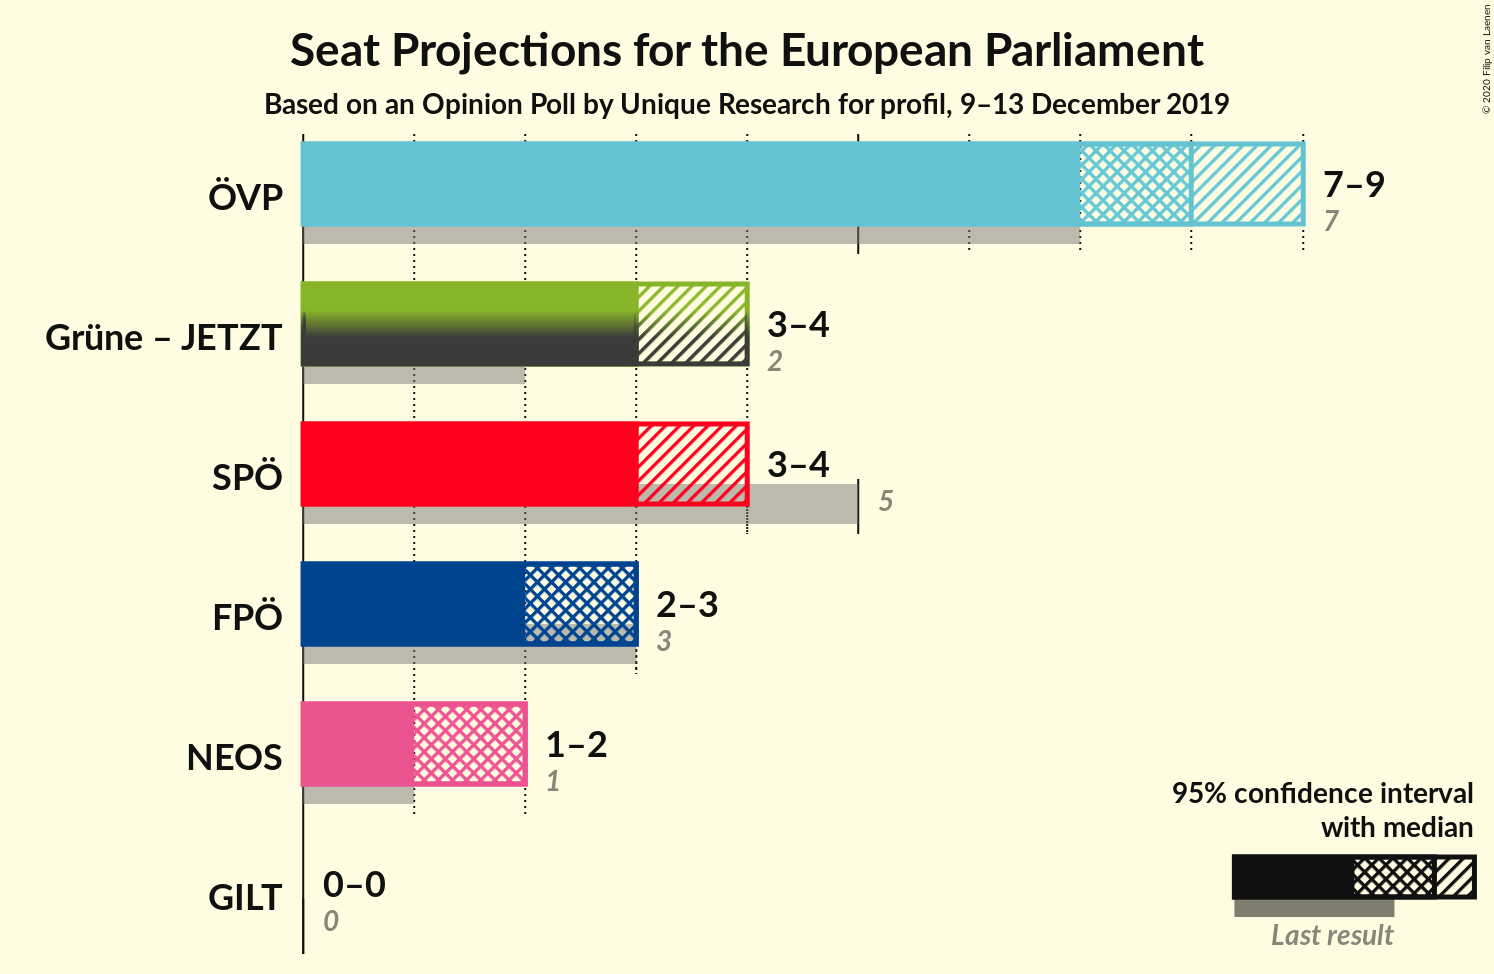 Seat Projections for the European Parliament
Based on an Opinion Poll by Unique Research for profil, 9–13 December 2019
© 2020 Filip van Laenen
ÖVP
7–9
7
Grüne – JETZT
3–4
2
SPÖ
3–4
5
FPÖ
2–3
3
NEOS
1–2
1
GILT
0–0
0
95% confidence interval
with median
Last result